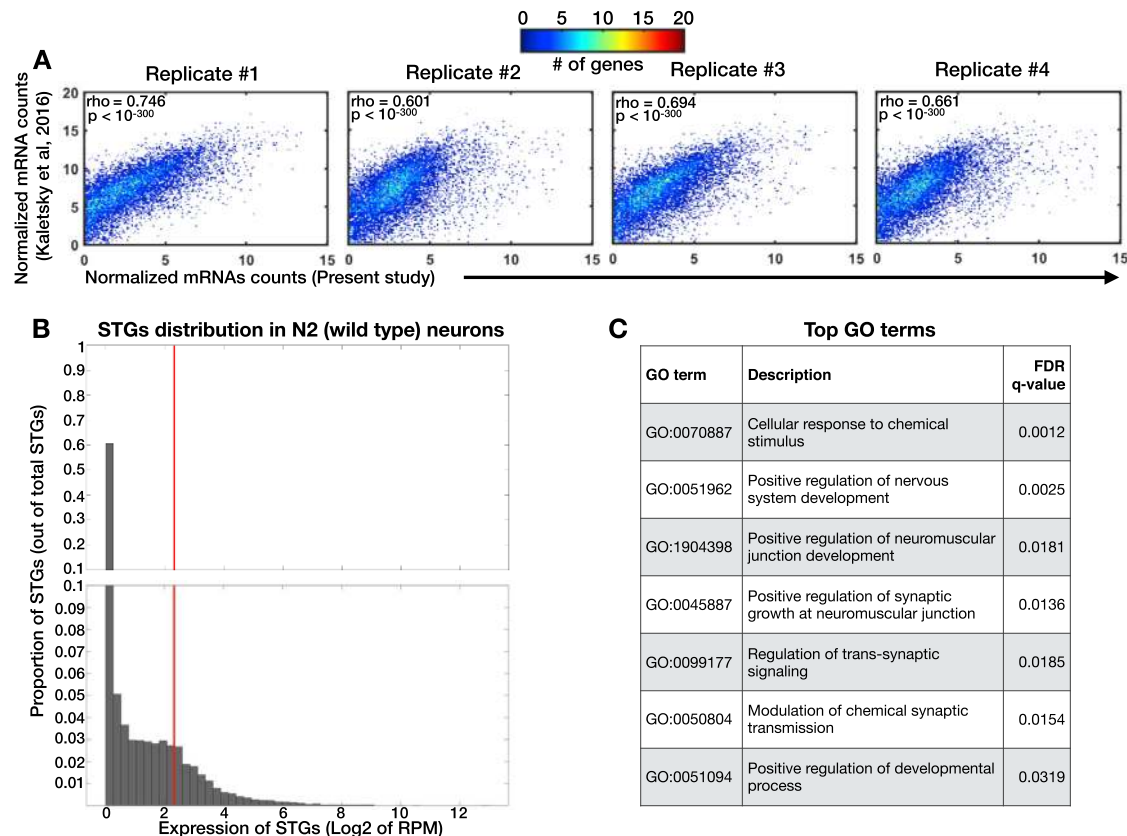 0 5 10 15 20
# of genes
A
Replicate #1 Replicate #2 Replicate #3 Replicate #4
Normalized mRNA counts
(Kaletsky et al, 2016)
20
15
10
5
0
rho = 0.746
p < 10-300
rho = 0.601
p < 10-300
rho = 0.694
p < 10-300
rho = 0.661
p < 10-300
0 5 10 15 0 5 10 15 0 5 10 15 0 5 10 15
Normalized mRNAs counts (Present study)
B
STGs distribution in N2 (wild type) neurons
Proportion of STGs (out of total STGs)
1
0.9
0.8
0.7
0.6
0.5
0.4
0.3
0.2
0.1
0.1
0.09
0.08
0.07
0.06
0.05
0.04
0.03
0.02
0.01
0 2 4 6 8 10 12
Expression of STGs (Log2 of RPM)
C
Top GO terms
GO term Description FDR
q-value
GO:0070887 Cellular response to chemical
stimulus 0.0012
GO:0051962 Positive regulation of nervous
system development 0.0025
GO:1904398 Positive regulation of neuromuscular
junction development 0.0181
GO:0045887 Positive regulation of synaptic
growth at neuromuscular junction 0.0136
GO:0099177 Regulation of trans-synaptic
signaling 0.0185
GO:0050804 Modulation of chemical synaptic
transmission 0.0154
GO:0051094 Positive regulation of developmental
process 0.0319